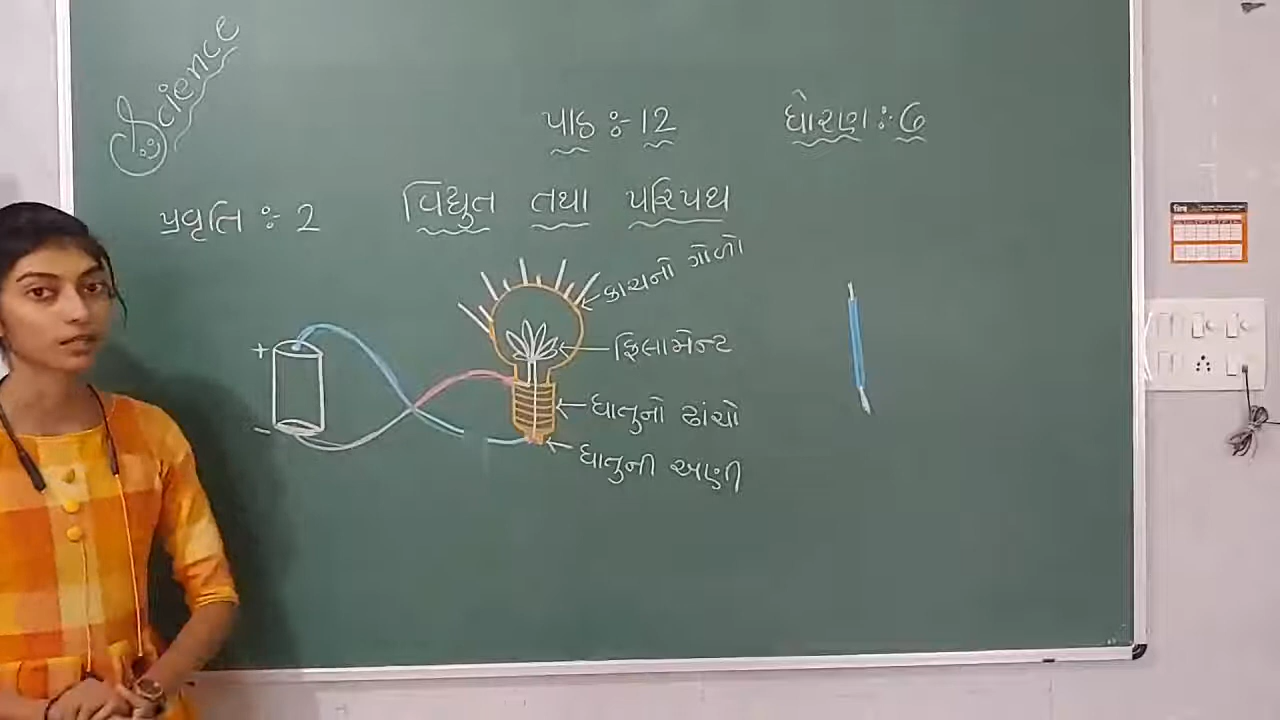 Science
પાઠ :- 12
ધોરણ :- 6
પ્રવૃતિ :- 2
વિદ્યુત તથા પરિપથ
કાચનો ગોળો
ફિલામેન્ટ
+
ધાતુનો ઢાંચો
-
ધાતુની અણી